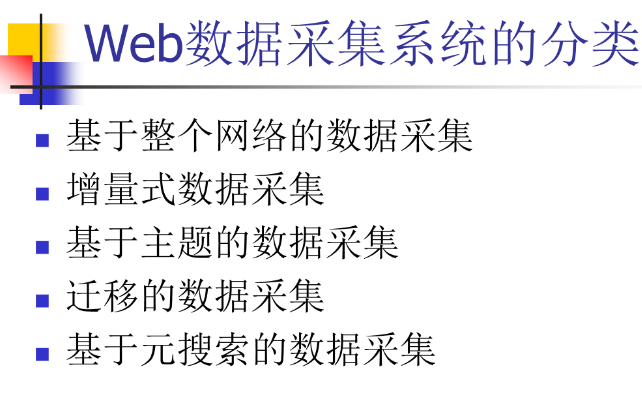 Web数据采集系统的分类
基于整个网络的数据采集
增量式数据采集
基于主题的数据采集
迁移的数据采集
基于元搜索的数据采集